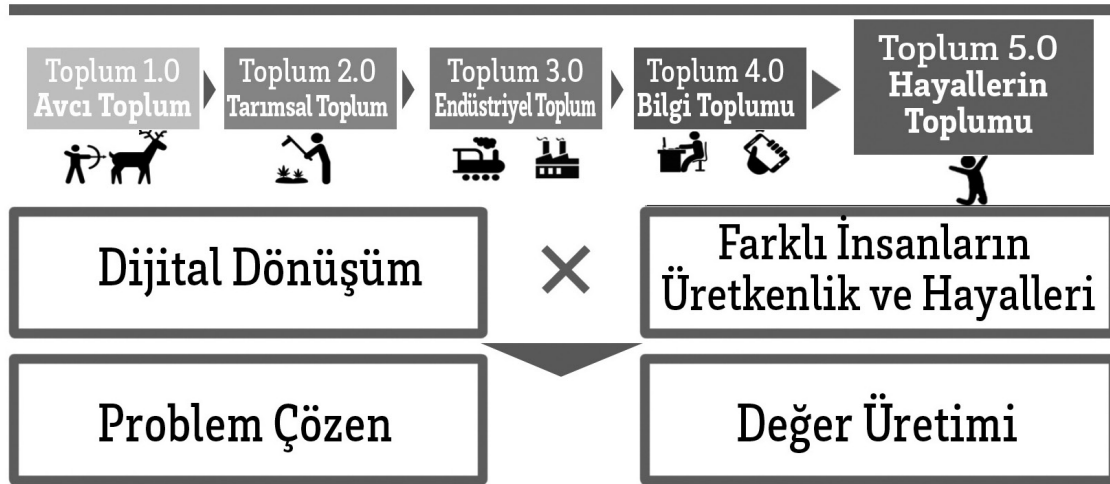 Toplum 1.0
Avcı Toplum
Toplum 2.0
Tarımsal Toplum
Toplum 3.0
Endüstriyel Toplum
Toplum 4.0
Bilgi Toplumu
Toplum 5.0
Hayallerin
Toplumu
Dijital Dönüşüm
Farklı İnsanların
Üretkenlik ve Hayalleri
Problem Çözen
Değer Üretimi